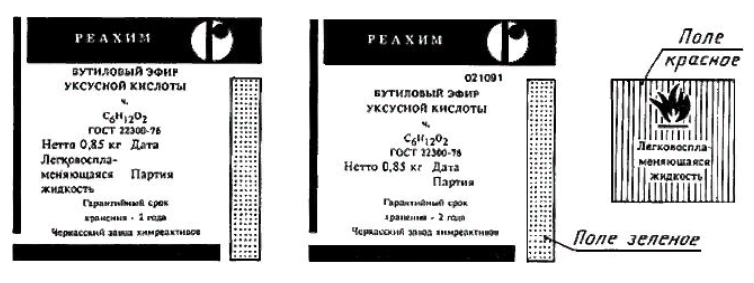 РЕАХИМ
БУТИЛОВЫЙ ЭФИР
УКСУСНОЙ КИСЛОТЫ
ч.
C₆H₁₂O₂
ГОСТ 22300-76
Нетто 0,85 кг Дата
Легковоспла-
меняющаяся Партия
жидкость
Гарантийный срок
хранения - 2 года
Черкасский завод химреактивов
РЕАХИМ
021091
БУТИЛОВЫЙ ЭФИР
УКСУСНОЙ КИСЛОТЫ
ч.
C₆H₁₂O₂
ГОСТ 22300-76
Нетто 0,85 кг Дата
Партия
Гарантийный срок
хранения - 2 года
Черкасский завод химреактивов
Поле зеленое
Поле
красное
Легковоспла-
меняющаяся
жидкость